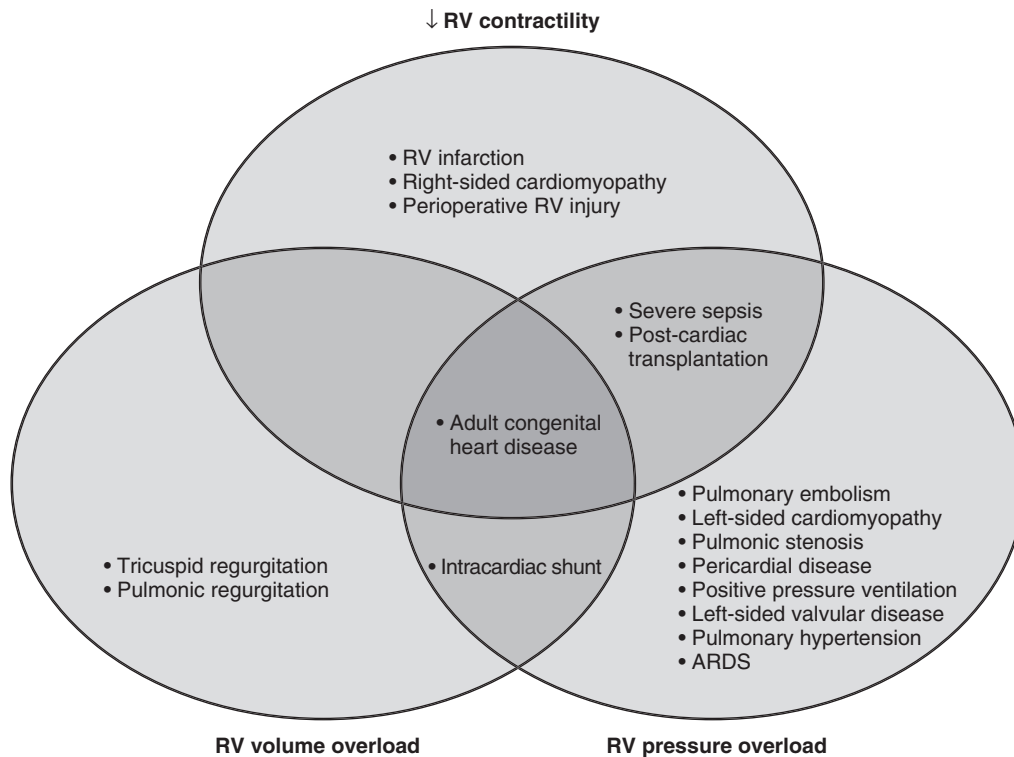 ↓ RV contractility
• RV infarction
• Right-sided cardiomyopathy
• Perioperative RV injury
• Severe sepsis
• Post-cardiac
transplantation
• Adult congenital
heart disease
• Pulmonary embolism
• Left-sided cardiomyopathy
• Pulmonic stenosis
• Pericardial disease
• Positive pressure ventilation
• Left-sided valvular disease
• Pulmonary hypertension
• ARDS
• Tricuspid regurgitation
• Pulmonic regurgitation
• Intracardiac shunt
RV volume overload
RV pressure overload